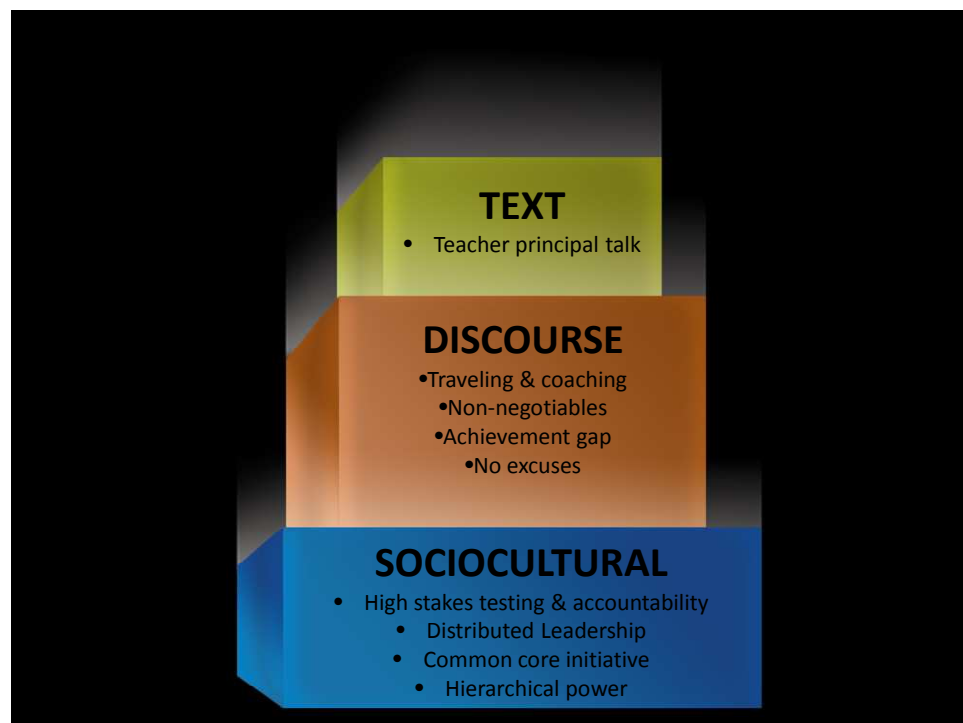 TEXT
• Teacher principal talk
DISCOURSE
•Traveling & coaching
•Non-negotiables
•Achievement gap
•No excuses
SOCIOCULTURAL
• High stakes testing & accountability
• Distributed Leadership
• Common core initiative
• Hierarchical power